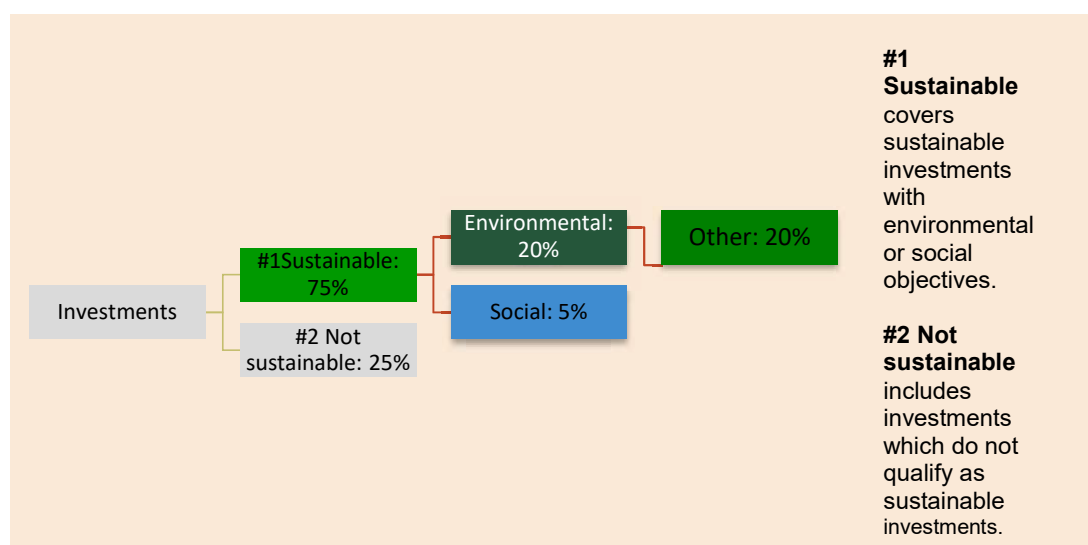 Investments
#1Sustainable:
75%
#2 Not
sustainable: 25%
Environmental:
20%
Social: 5%
Other: 20%
#1
Sustainable
covers
sustainable
investments
with
environmental
or social
objectives.
#2 Not
sustainable
includes
investments
which do not
qualify as
sustainable
investments.